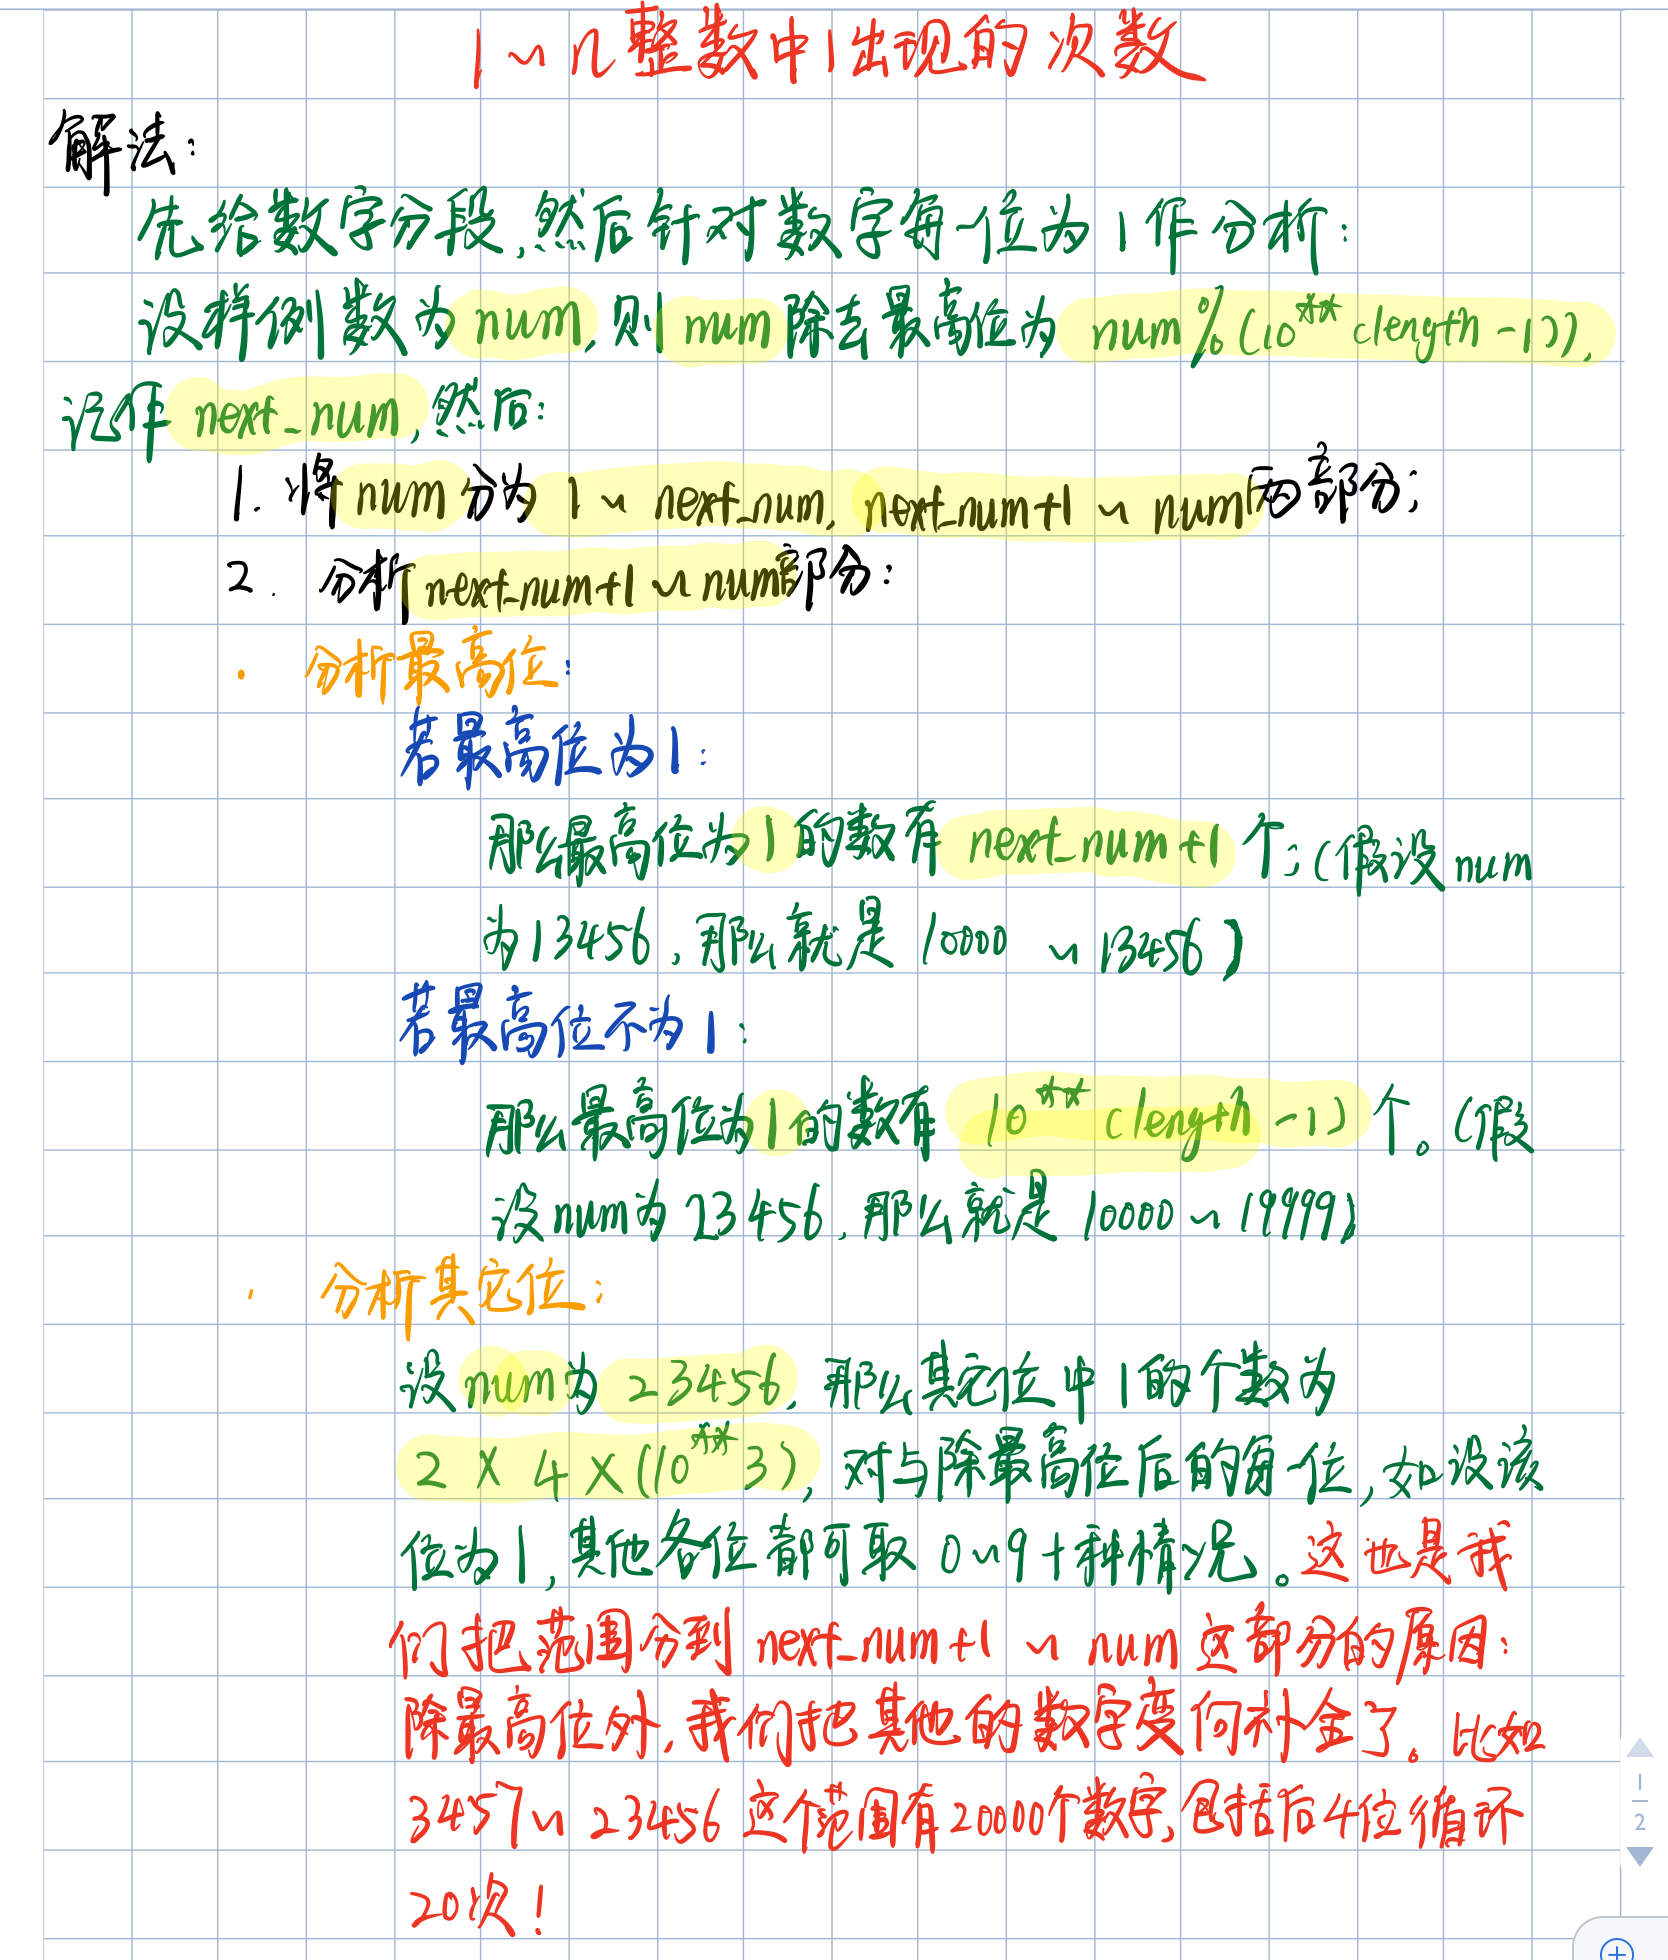 1~n整数中1出现的次数
解法:
先给数字分段,然后针对数字每一位为1作分析:
设样例数为num,则num除去最高位为num%(10**(length-1)),
记作next_num,然后:
1. 将num分为1~next_num, next_num+1~num两部分;
2. 分析next_num+1~num部分:
· 分析最高位:
若最高位为1:
那么最高位为1的数有next_num+1个;(假设num
为13456,那么就是10000~13456)
若最高位不为1:
那么最高位为1的数有10**(length-1)个。(假
设num为23456,那么就是10000~19999)
· 分析其它位:
设num为23456,那么其它位中1的个数为
2×4×(10**3),对与除最高位后的每一位,如设该
位为1,其他各位都可取0~9十种情况。这也是我
们把范围分到next_num+1~num这部分的原因:
除最高位外,我们把其他的数字变向补全了。比如
3457~23456这个范围有20000个数字,包括后4位循环
20次!
1
2